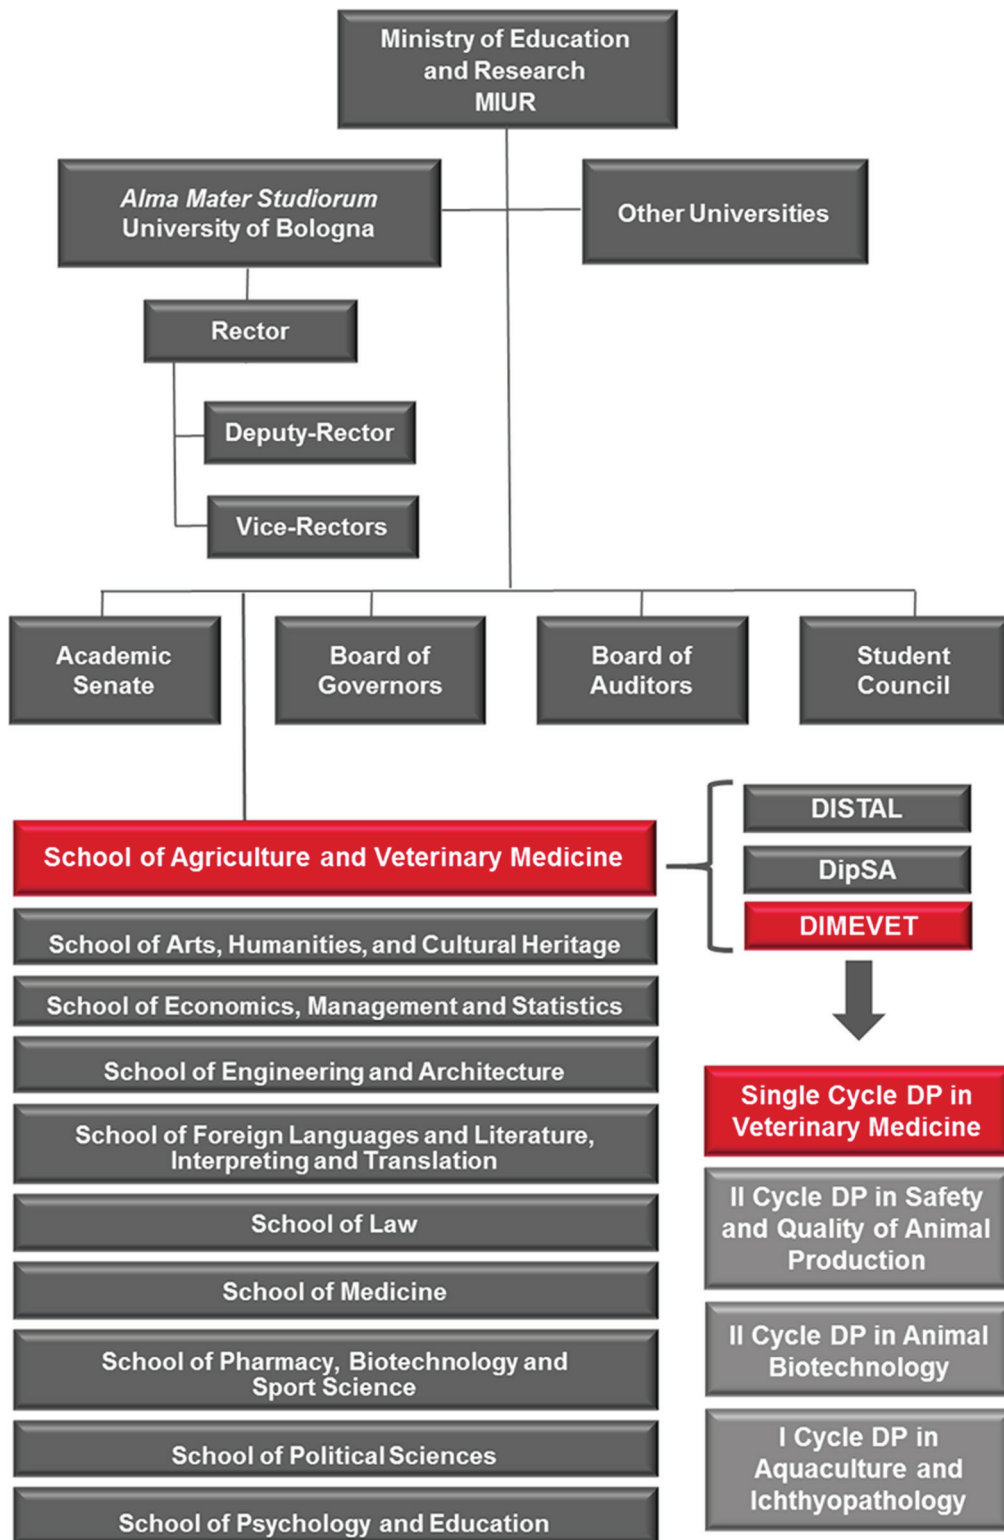 Ministry of Education
and Research
MIUR
Alma Mater Studiorum
University of Bologna
Other Universities
Rector
Deputy-Rector
Vice-Rectors
Academic
Senate
Board of
Governors
Board of
Auditors
Student
Council
School of Agriculture and Veterinary Medicine
School of Arts, Humanities, and Cultural Heritage
School of Economics, Management and Statistics
School of Engineering and Architecture
School of Foreign Languages and Literature,
Interpreting and Translation
School of Law
School of Medicine
School of Pharmacy, Biotechnology and
Sport Science
School of Political Sciences
School of Psychology and Education
DISTAL
DipSA
DIMEVET
Single Cycle DP in
Veterinary Medicine
II Cycle DP in Safety
and Quality of Animal
Production
II Cycle DP in Animal
Biotechnology
I Cycle DP in
Aquaculture and
Ichthyopathology